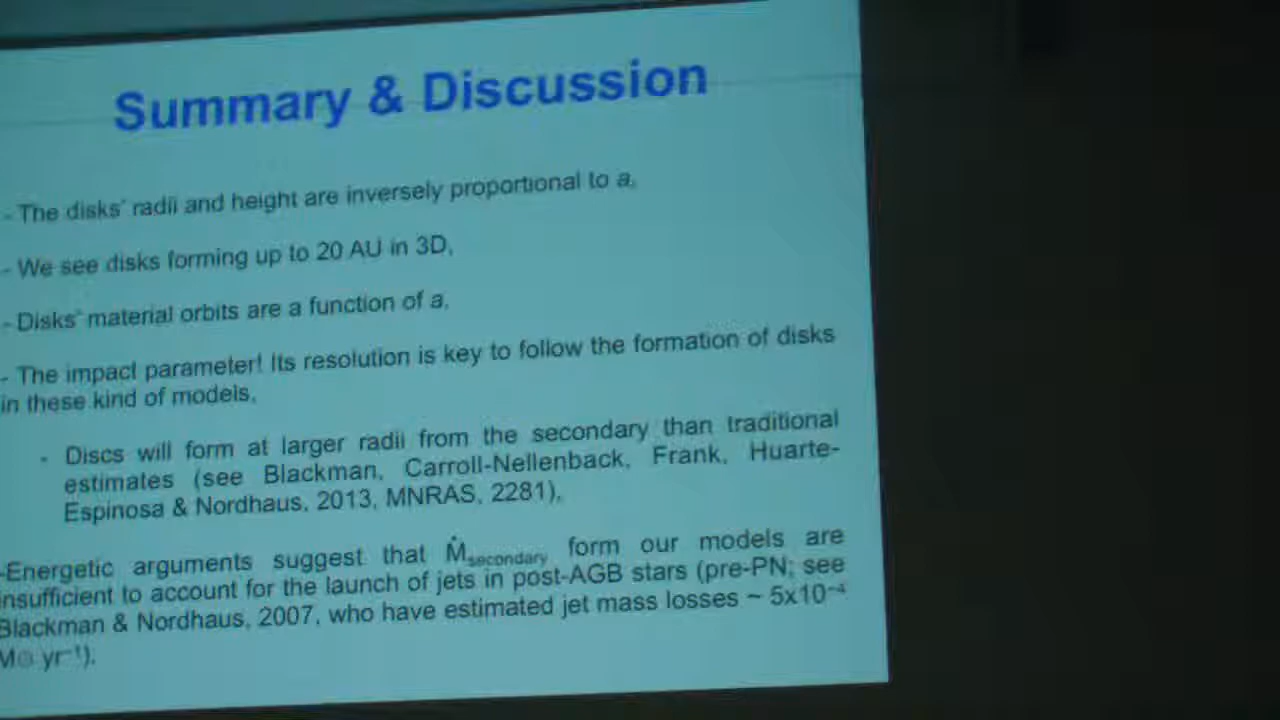 Summary & Discussion
- The disks' radii and height are inversely proportional to a,
- We see disks forming up to 20 AU in 3D,
- Disks' material orbits are a function of a,
- The impact parameter! Its resolution is key to follow the formation of disks
in these kind of models,
- Discs will form at larger radii from the secondary than traditional
estimates (see Blackman, Carroll-Nellenback, Frank, Huarte-
Espinosa & Nordhaus, 2013, MNRAS, 2281),
-Energetic arguments suggest that Ṁsecondary form our models are
insufficient to account for the launch of jets in post-AGB stars (pre-PN; see
Blackman & Nordhaus, 2007, who have estimated jet mass losses ~ 5x10⁻⁴
M⊙ yr⁻¹).